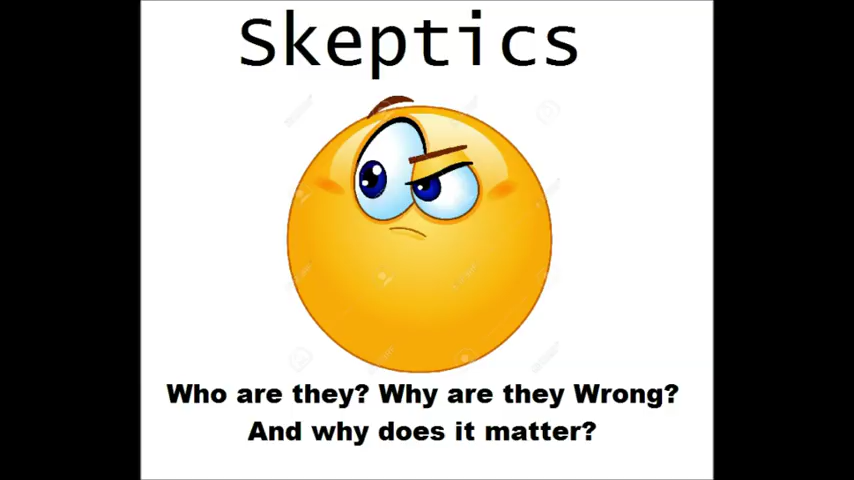 Skeptics
Who are they? Why are they Wrong?
And why does it matter?